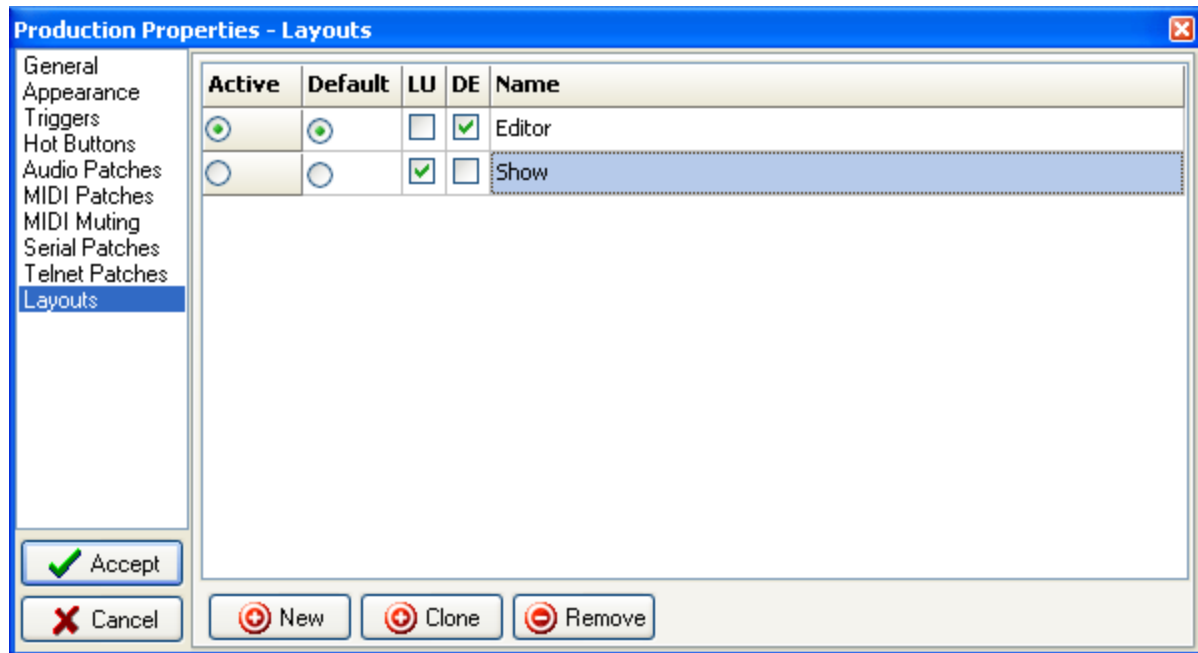 Production Properties - Layouts
General
Appearance
Triggers
Hot Buttons
Audio Patches
MIDI Patches
MIDI Muting
Serial Patches
Telnet Patches
Layouts
Active Default LU DE Name
Editor
Show
Accept
Cancel
New Clone Remove